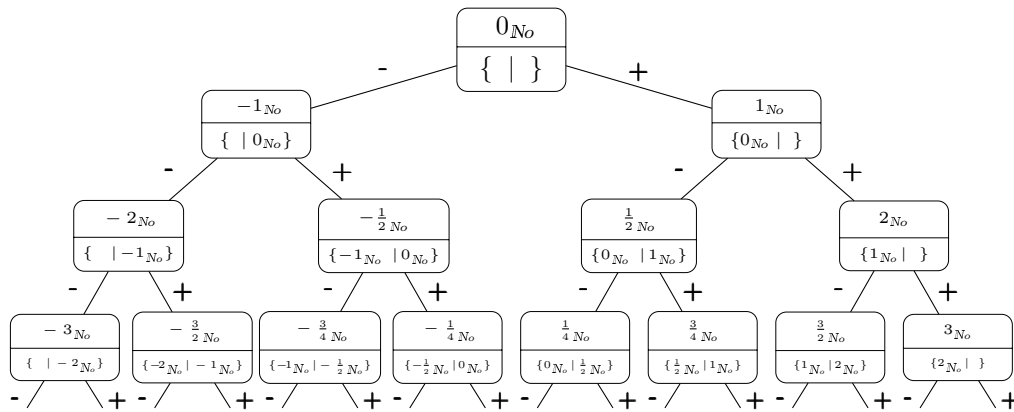 0_No
{ | }
- +
−1_No 1_No
{ | 0_No} {0_No | }
- + - +
− 2_No −1/2_No 1/2_No 2_No
{ | −1_No} {−1_No | 0_No} {0_No | 1_No} {1_No | }
- + - + - + - +
− 3_No − 3/2_No − 3/4_No − 1/4_No 1/4_No 3/4_No 3/2_No 3_No
{ | − 2_No} {−2_No | − 1_No} {−1_No | − 1/2_No} {−1/2_No | 0_No} {0_No | 1/2_No} {1/2_No | 1_No} {1_No | 2_No} {2_No | }
- + - + - + - + - + - + - + - +